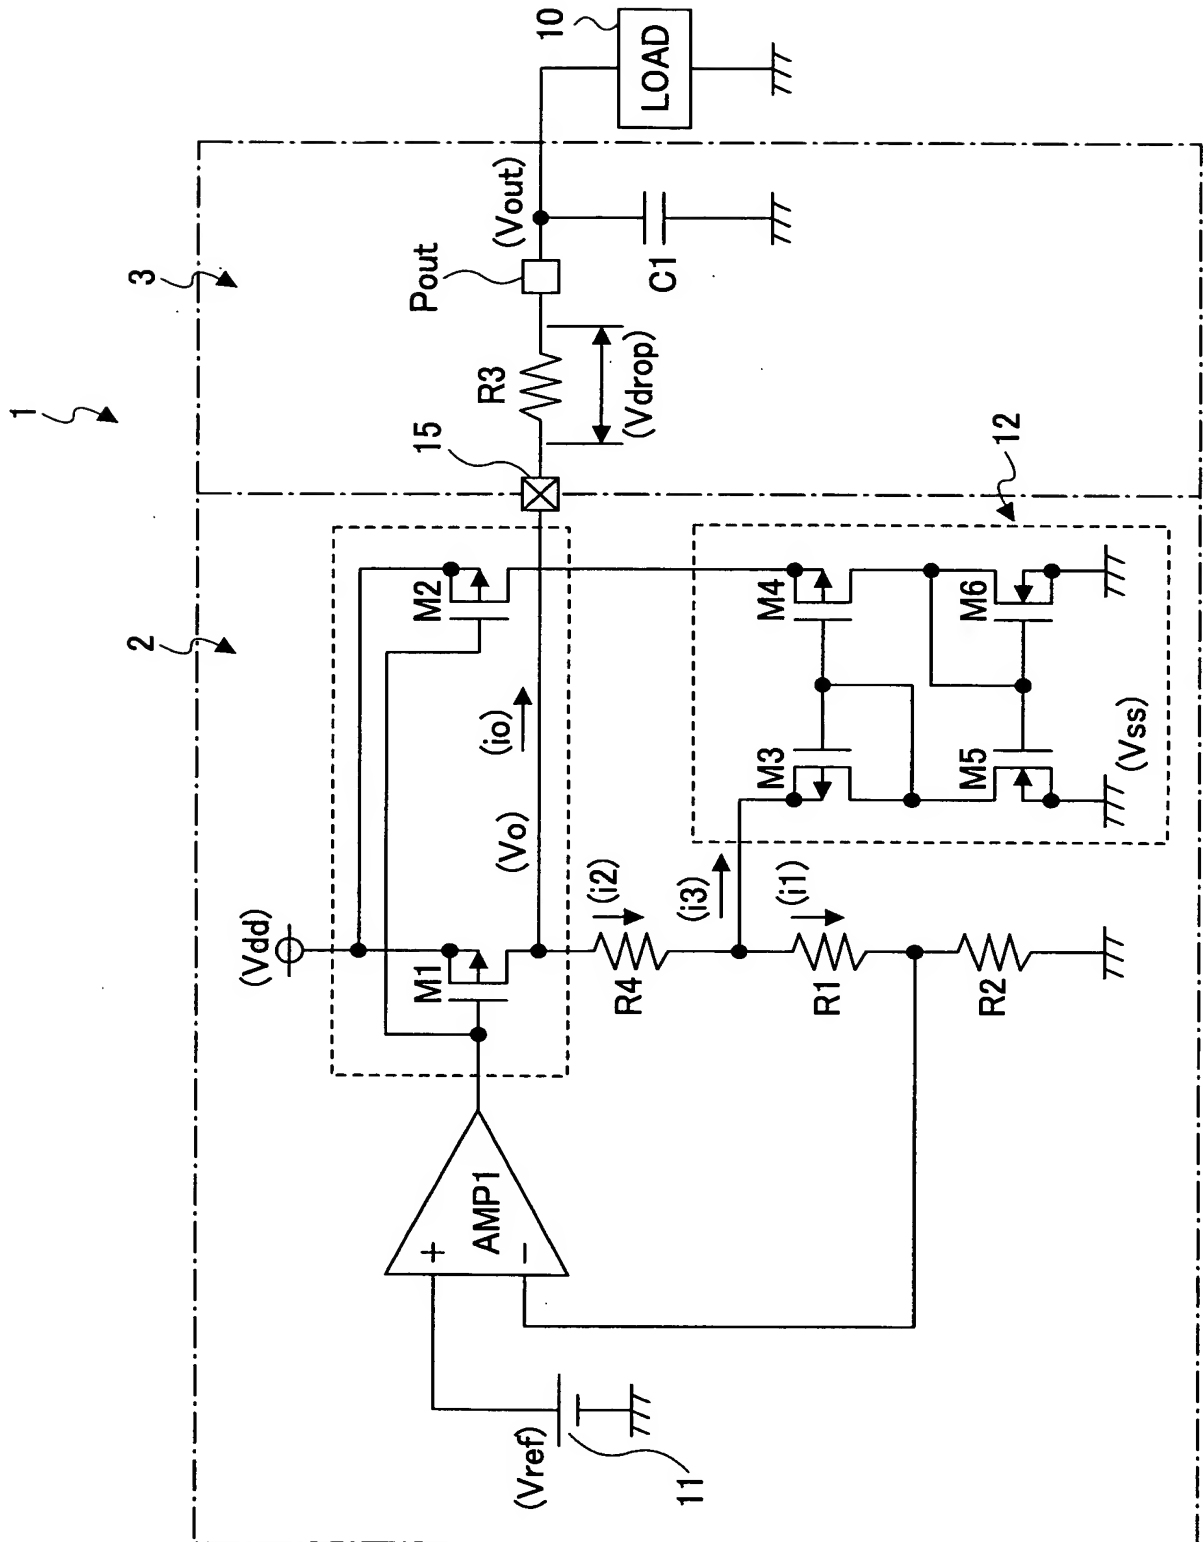 1
2
3
10
LOAD
(Vdd)
M1
M2
(io)
(Vo)
15
R3
(Vdrop)
Pout
(Vout)
C1
AMP1
+
−
(Vref)
11
R4
(i2)
(i3)
R1
(i1)
R2
12
M3
M4
M5
M6
(Vss)